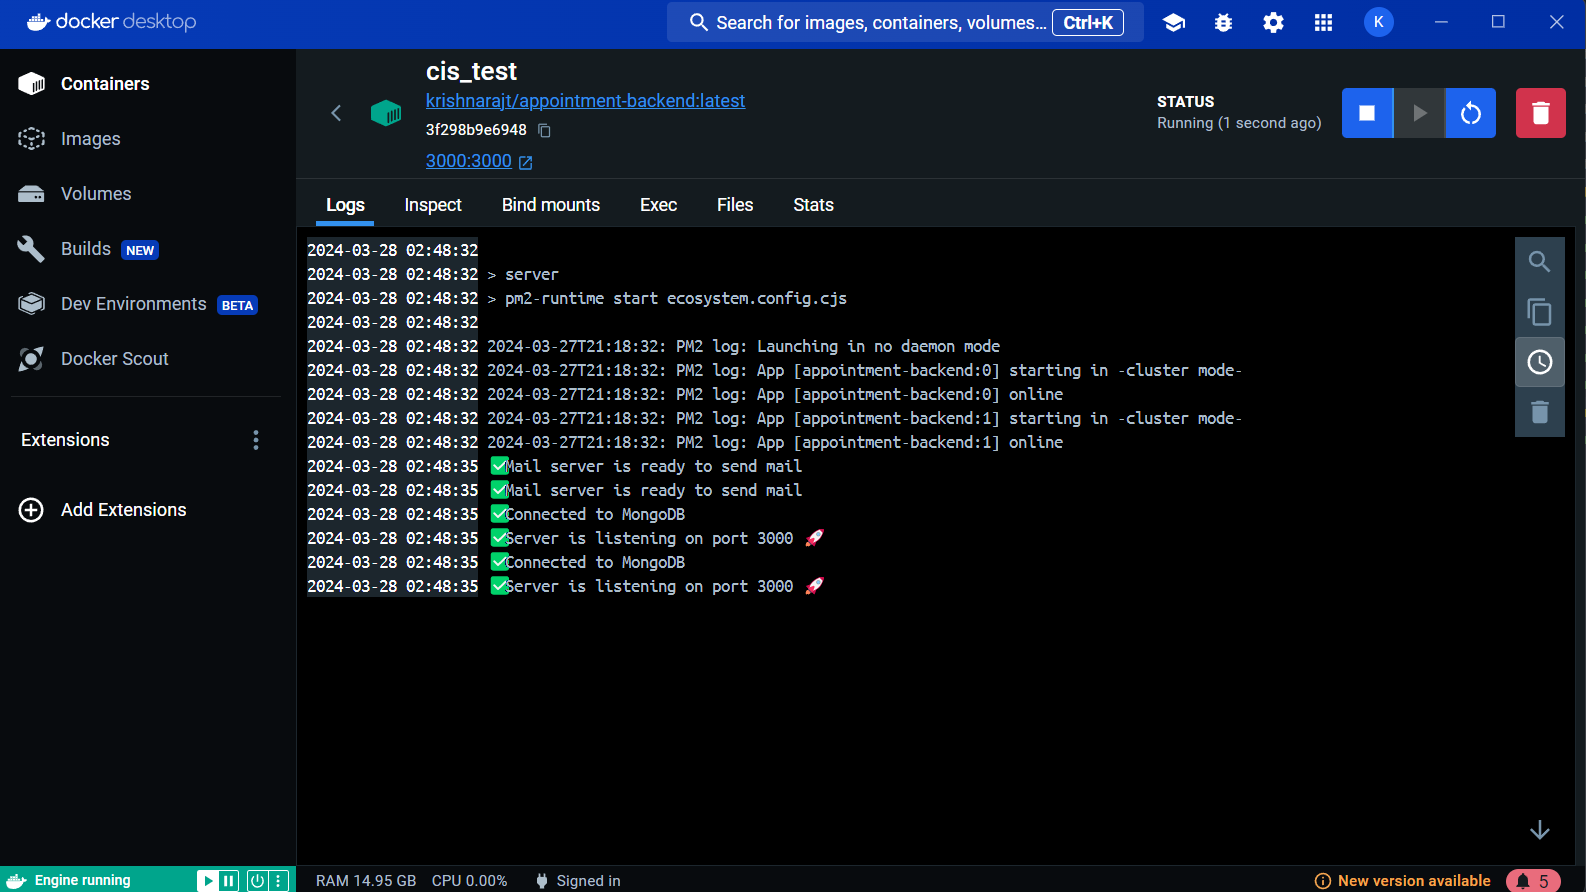 docker desktop
Search for images, containers, volumes... Ctrl+K
K
Containers
Images
Volumes
Builds NEW
Dev Environments BETA
Docker Scout
Extensions
Add Extensions
cis_test
krishnarajt/appointment-backend:latest
3f298b9e6948
3000:3000
STATUS
Running (1 second ago)
Logs Inspect Bind mounts Exec Files Stats
2024-03-28 02:48:32
2024-03-28 02:48:32 > server
2024-03-28 02:48:32 > pm2-runtime start ecosystem.config.cjs
2024-03-28 02:48:32
2024-03-28 02:48:32 2024-03-27T21:18:32: PM2 log: Launching in no daemon mode
2024-03-28 02:48:32 2024-03-27T21:18:32: PM2 log: App [appointment-backend:0] starting in -cluster mode-
2024-03-28 02:48:32 2024-03-27T21:18:32: PM2 log: App [appointment-backend:0] online
2024-03-28 02:48:32 2024-03-27T21:18:32: PM2 log: App [appointment-backend:1] starting in -cluster mode-
2024-03-28 02:48:32 2024-03-27T21:18:32: PM2 log: App [appointment-backend:1] online
2024-03-28 02:48:35 ✅Mail server is ready to send mail
2024-03-28 02:48:35 ✅Mail server is ready to send mail
2024-03-28 02:48:35 ✅Connected to MongoDB
2024-03-28 02:48:35 ✅Server is listening on port 3000 🚀
2024-03-28 02:48:35 ✅Connected to MongoDB
2024-03-28 02:48:35 ✅Server is listening on port 3000 🚀
Engine running
RAM 14.95 GB CPU 0.00% Signed in
New version available
5